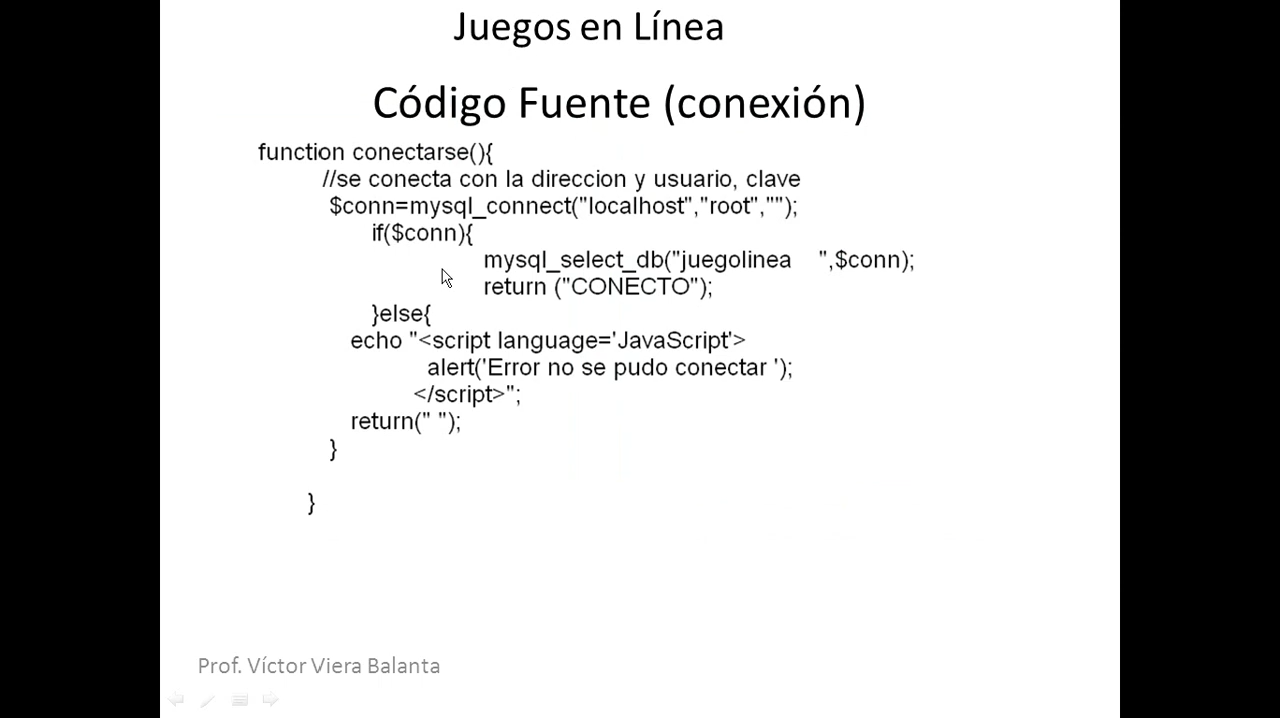 Juegos en Línea
Código Fuente (conexión)
function conectarse(){
//se conecta con la direccion y usuario, clave
$conn=mysql_connect("localhost","root","");
if($conn){
mysql_select_db("juegolinea    ",$conn);
return ("CONECTO");
}else{
echo "<script language='JavaScript'>
alert('Error no se pudo conectar ');
</script>";
return(" ");
}
}
Prof. Víctor Viera Balanta